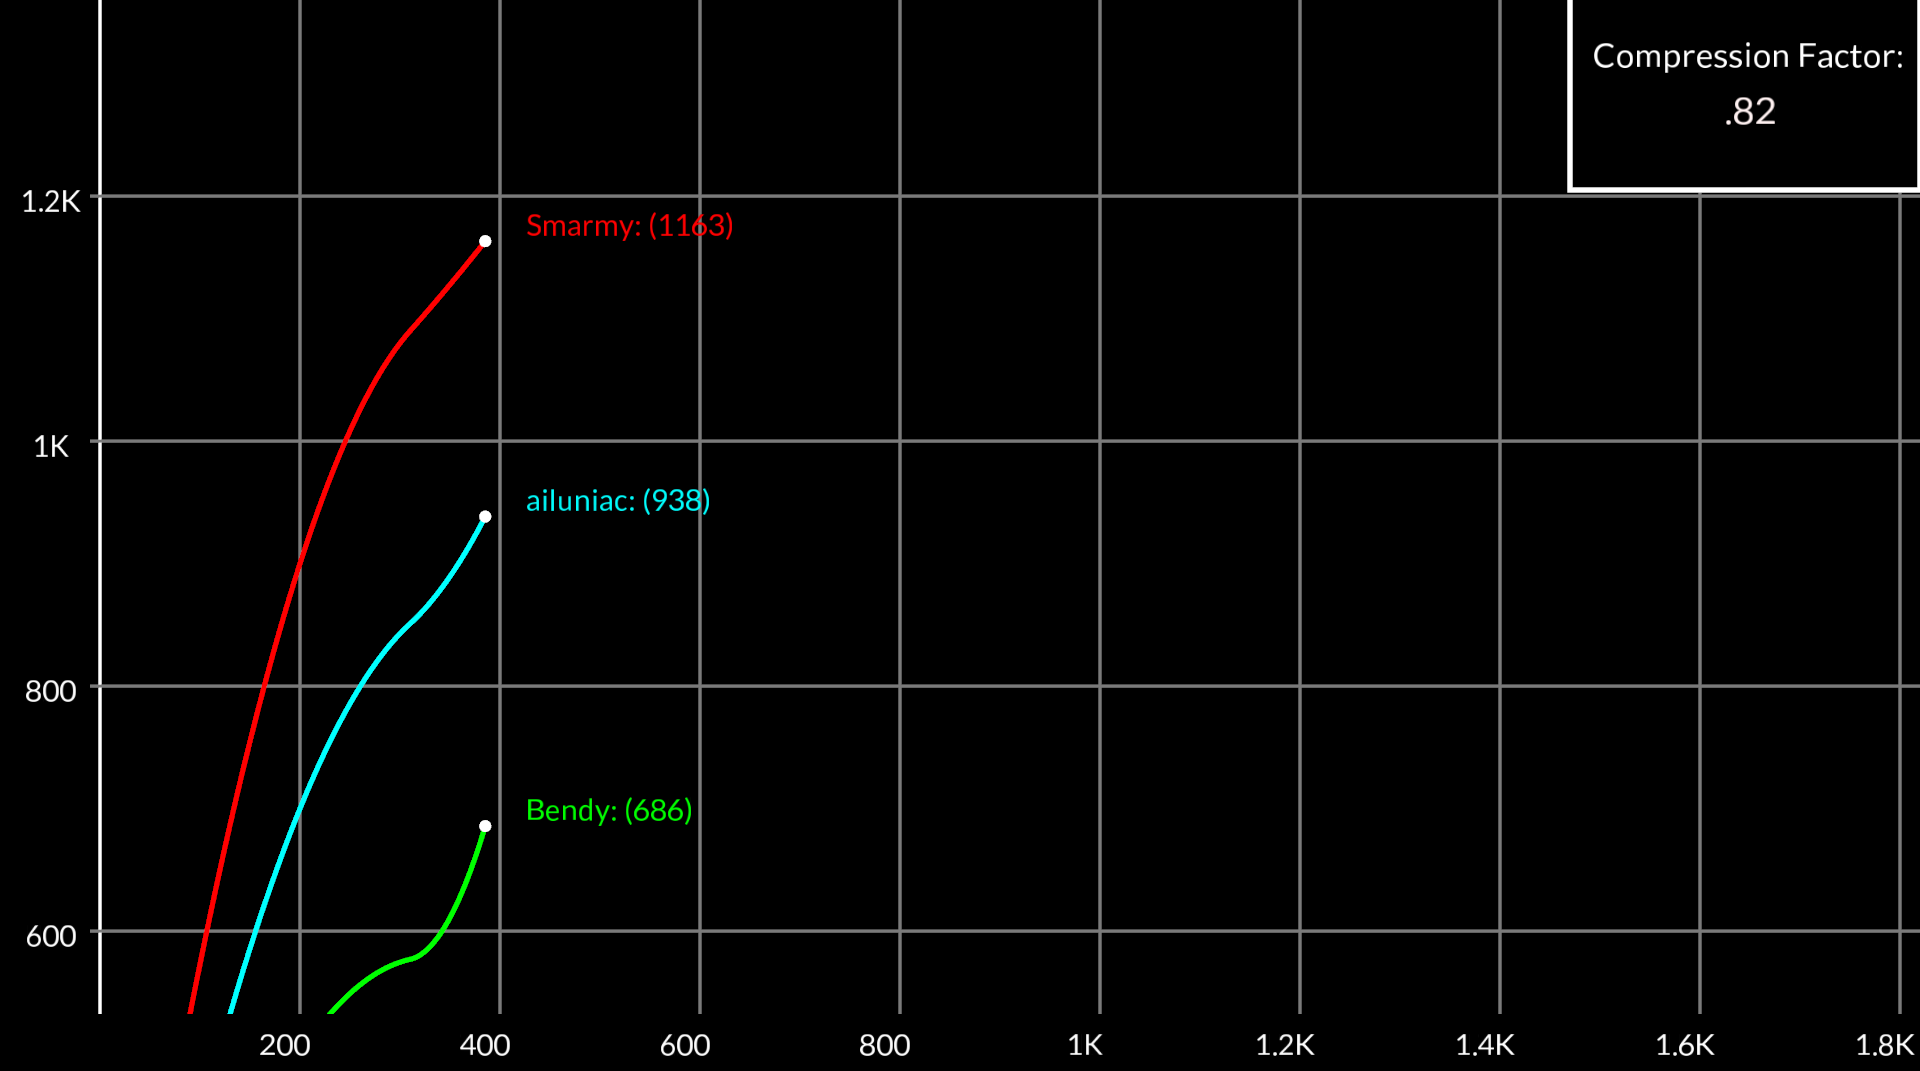 Compression Factor:
.82
1.2K
Smarmy: (1163)
1K
ailuniac: (938)
800
Bendy: (686)
600
200 400 600 800 1K 1.2K 1.4K 1.6K 1.8K